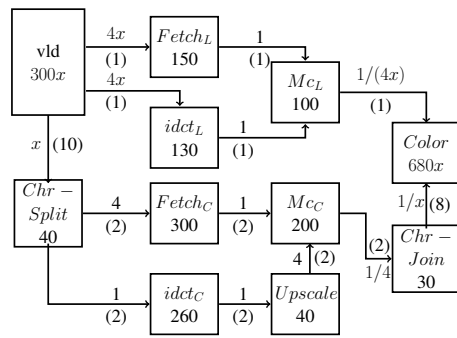 vld
300x
4x
(1)
Fetch_L
150
1
(1)
4x
(1)
idct_L
130
1
(1)
Mc_L
100
1/(4x)
(1)
Color
680x
x (10)
1/x (8)
Chr −
Split
40
4
(2)
Fetch_C
300
1
(2)
Mc_C
200
(2)
1/4
Chr −
Join
30
4 (2)
1
(2)
idct_C
260
1
(2)
Upscale
40